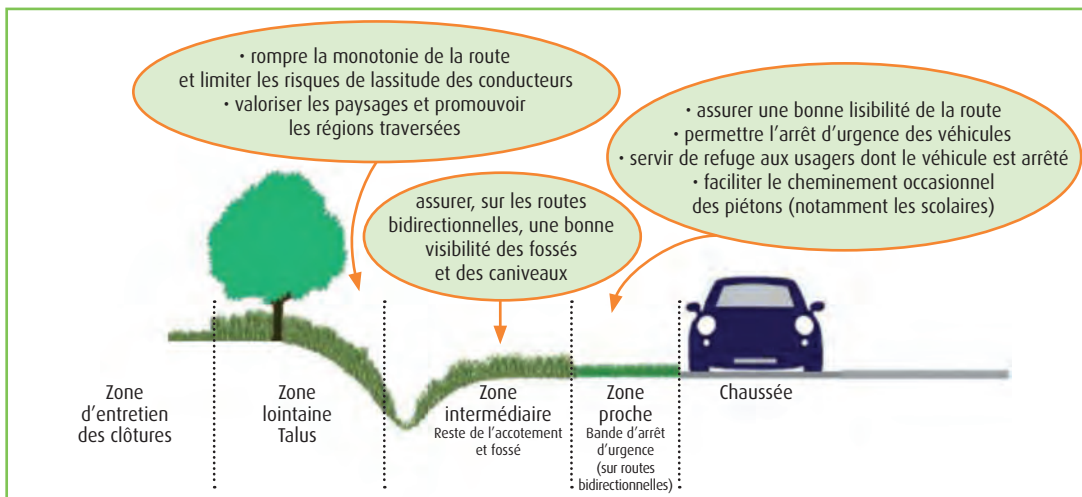 • rompre la monotonie de la route
et limiter les risques de lassitude des conducteurs
• valoriser les paysages et promouvoir
les régions traversées
• assurer une bonne lisibilité de la route
• permettre l'arrêt d'urgence des véhicules
• servir de refuge aux usagers dont le véhicule est arrêté
• faciliter le cheminement occasionnel
des piétons (notamment les scolaires)
assurer, sur les routes
bidirectionnelles, une bonne
visibilité des fossés
et des caniveaux
Zone
d'entretien
des clôtures
Zone
lointaine
Talus
Zone
intermédiaire
Reste de l'accotement
et fossé
Zone
proche
Bande d'arrêt
d'urgence
(sur routes
bidirectionnelles)
Chaussée